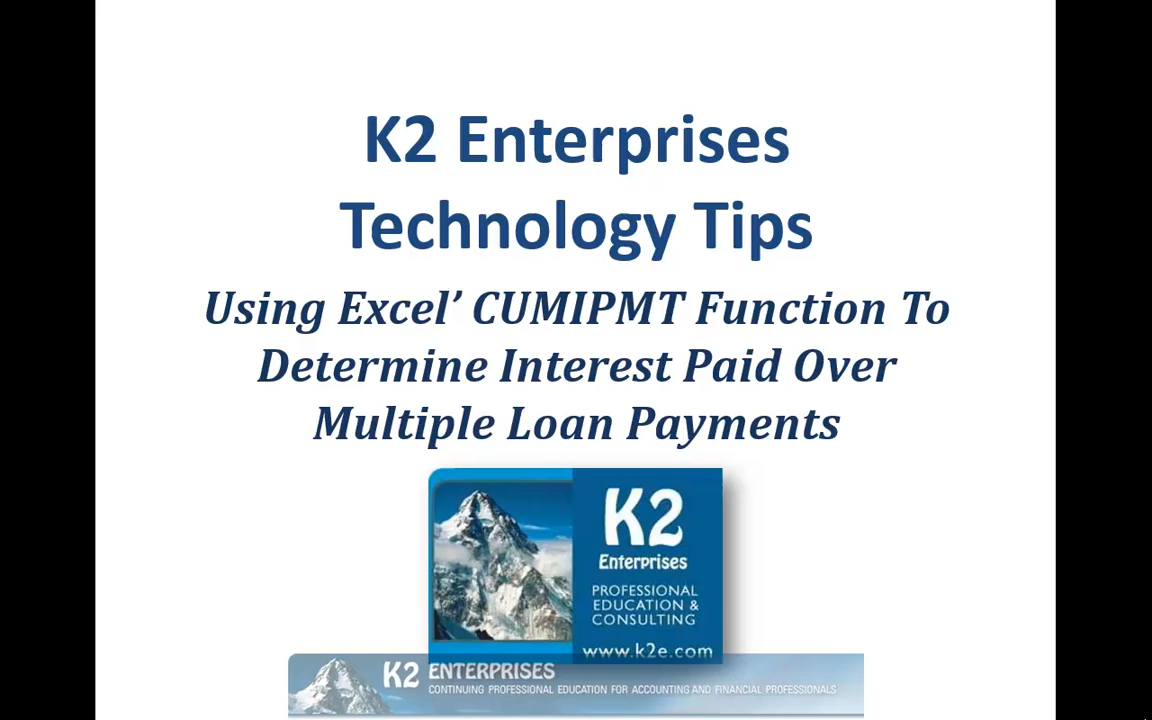 K2 Enterprises
Technology Tips
Using Excel’ CUMIPMT Function To
Determine Interest Paid Over
Multiple Loan Payments
K2
Enterprises
PROFESSIONAL
EDUCATION &
CONSULTING
www.k2e.com
K2 ENTERPRISES
CONTINUING PROFESSIONAL EDUCATION FOR ACCOUNTING AND FINANCIAL PROFESSIONALS